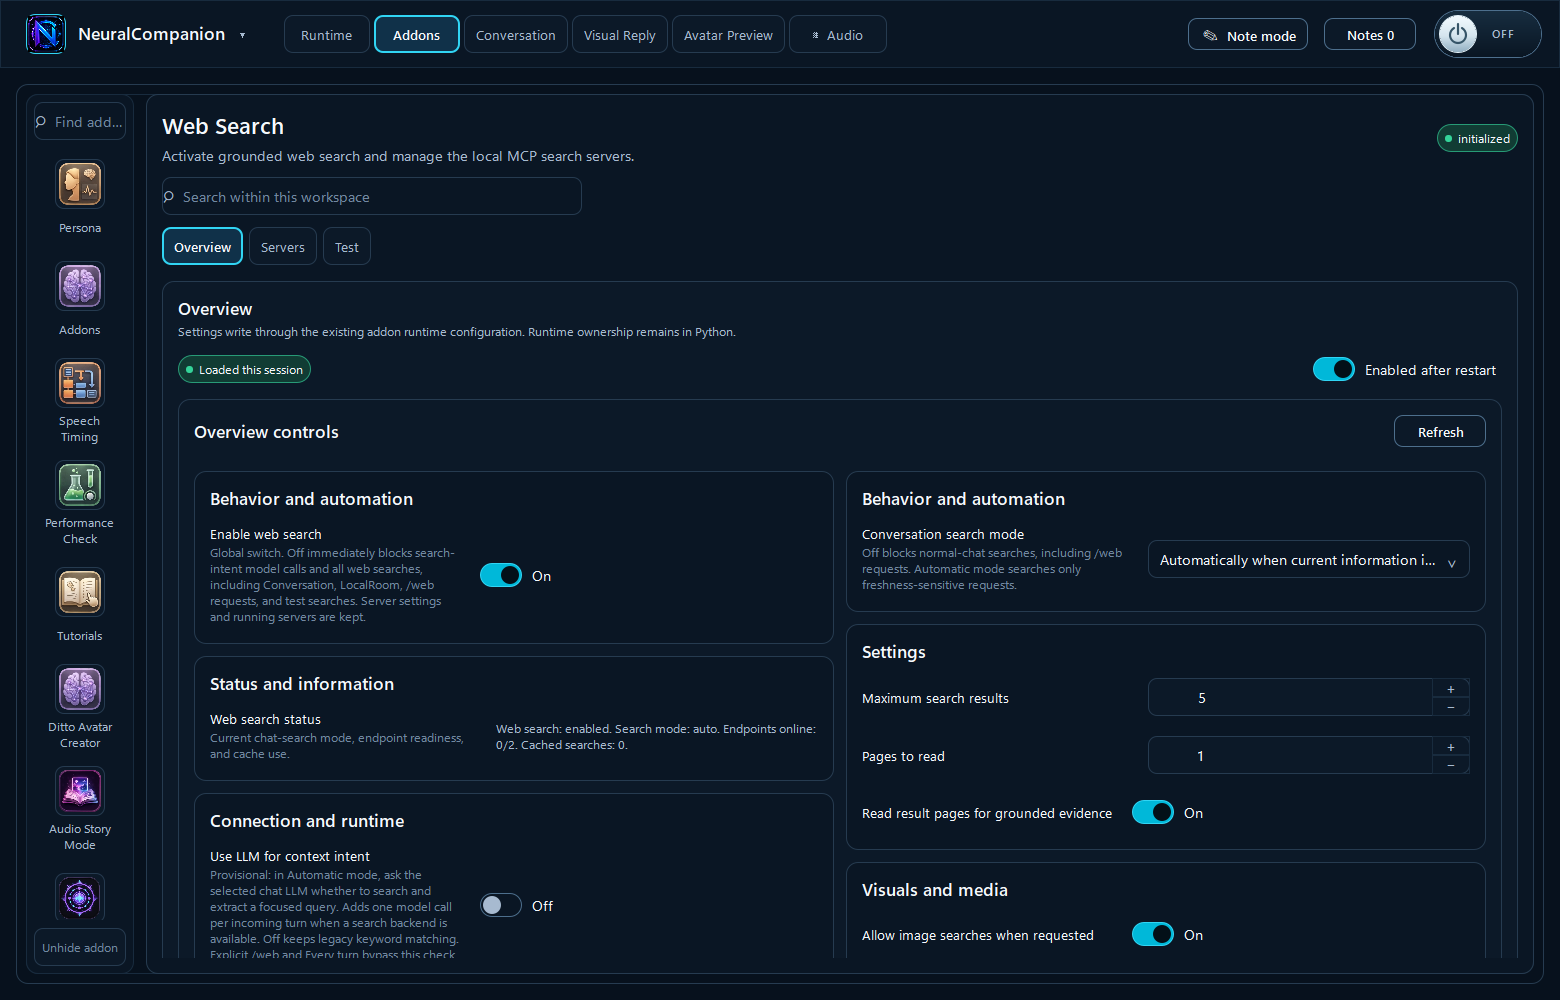 NeuralCompanion
Runtime
Addons
Conversation
Visual Reply
Avatar Preview
Audio
Note mode
Notes 0
OFF
Find add...
Persona
Addons
Speech
Timing
Performance
Check
Tutorials
Ditto Avatar
Creator
Audio Story
Mode
Unhide addon
Web Search
Activate grounded web search and manage the local MCP search servers.
initialized
Search within this workspace
Overview
Servers
Test
Overview
Settings write through the existing addon runtime configuration. Runtime ownership remains in Python.
Loaded this session
Enabled after restart
Overview controls
Refresh
Behavior and automation
Enable web search
Global switch. Off immediately blocks search-
intent model calls and all web searches,
including Conversation, LocalRoom, /web
requests, and test searches. Server settings
and running servers are kept.
On
Status and information
Web search status
Current chat-search mode, endpoint readiness,
and cache use.
Web search: enabled. Search mode: auto. Endpoints online:
0/2. Cached searches: 0.
Connection and runtime
Use LLM for context intent
Provisional: in Automatic mode, ask the
selected chat LLM whether to search and
extract a focused query. Adds one model call
per incoming turn when a search backend is
available. Off keeps legacy keyword matching.
Explicit /web and Every turn bypass this check
Off
Behavior and automation
Conversation search mode
Off blocks normal-chat searches, including /web
requests. Automatic mode searches only
freshness-sensitive requests.
Automatically when current information i...
Settings
Maximum search results
5
+
−
Pages to read
1
+
−
Read result pages for grounded evidence
On
Visuals and media
Allow image searches when requested
On